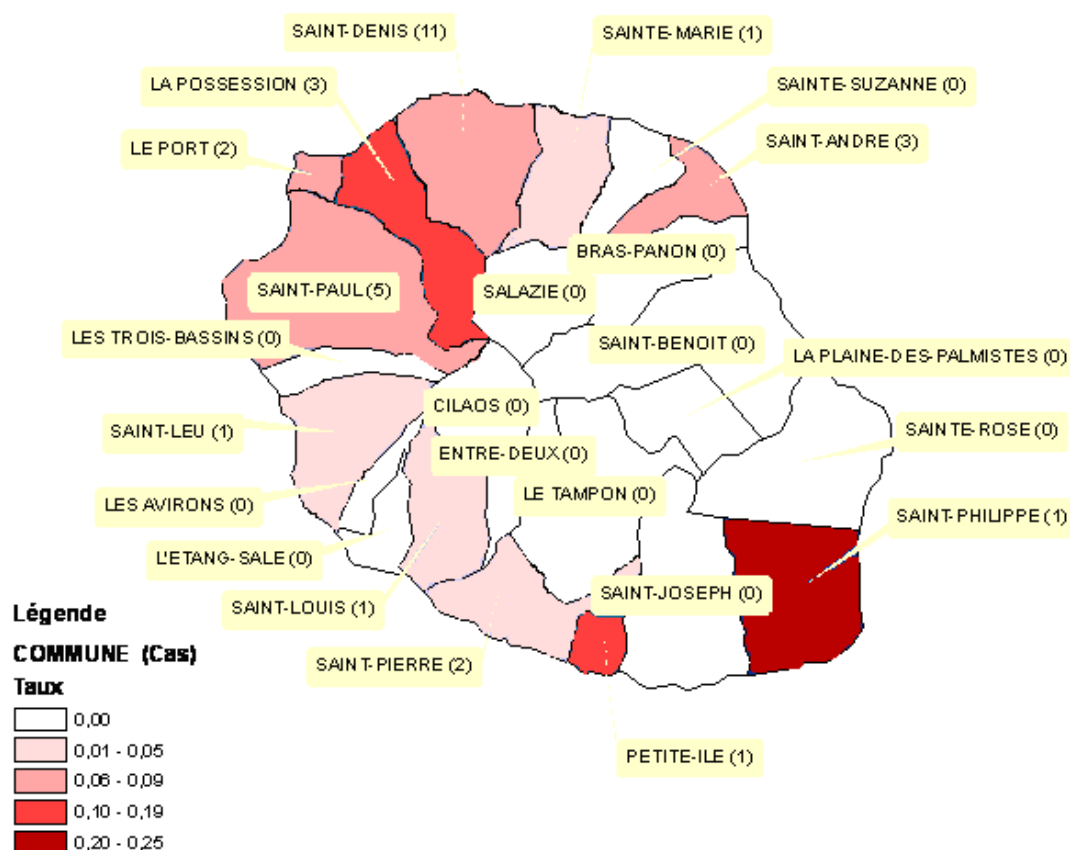 SAINT-DENIS (11)
SAINTE-MARIE (1)
LA POSSESSION (3)
SAINTE-SUZANNE (0)
LE PORT (2)
SAINT-ANDRE (3)
BRAS-PANON (0)
SAINT-PAUL (5)
SALAZIE (0)
LES TROIS-BASSINS (0)
SAINT-BENOIT (0)
LA PLAINE-DES-PALMISTES (0)
CILAOS (0)
SAINT-LEU (1)
SAINTE-ROSE (0)
ENTRE-DEUX (0)
LES AVIRONS (0)
LE TAMPON (0)
SAINT-PHILIPPE (1)
L'ETANG-SALE (0)
SAINT-JOSEPH (0)
SAINT-LOUIS (1)
SAINT-PIERRE (2)
PETITE-ILE (1)
Légende
COMMUNE (Cas)
Taux
0,00
0,01 - 0,05
0,06 - 0,09
0,10 - 0,19
0,20 - 0,25